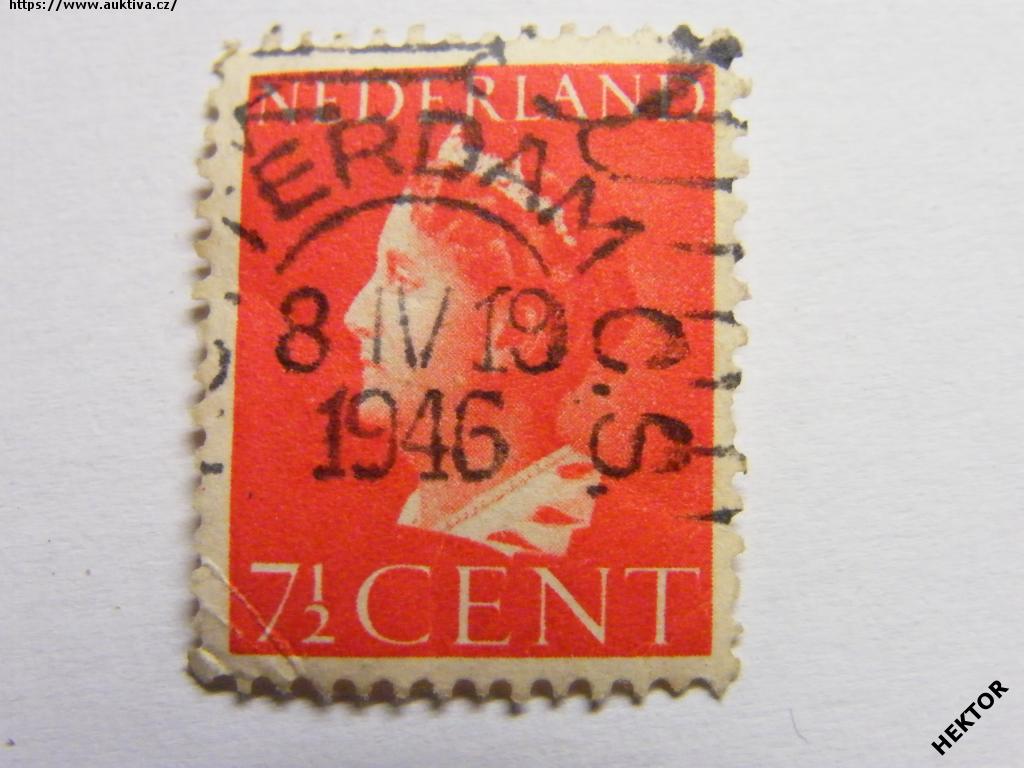 https://www.auktiva.cz/
NEDERLAND
ERDAM
8 IV 19
1946
C.S.
7½ CENT
HEKTOR